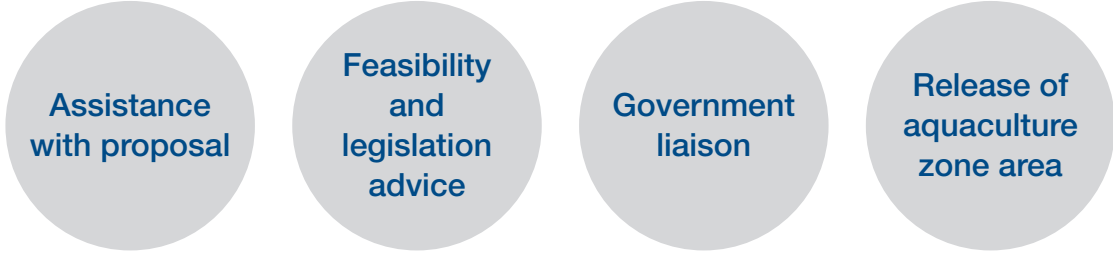 Assistance
with proposal
Feasibility
and
legislation
advice
Government
liaison
Release of
aquaculture
zone area